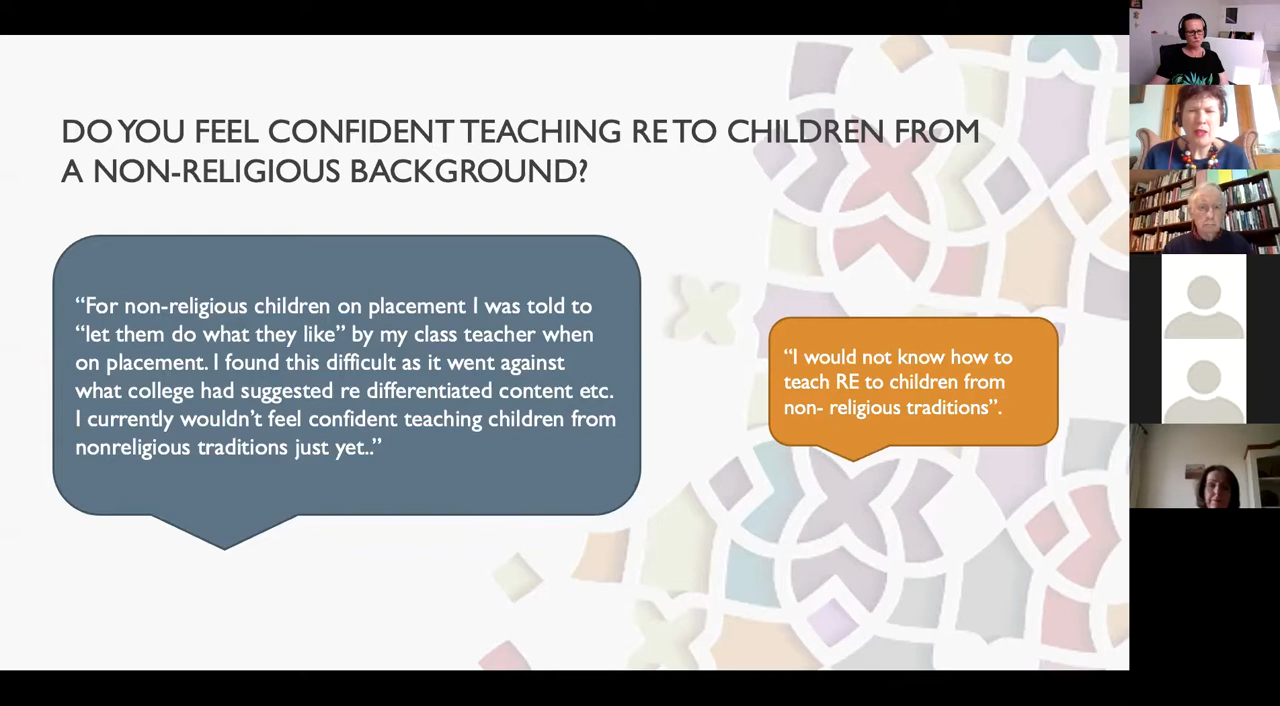 DO YOU FEEL CONFIDENT TEACHING RE TO CHILDREN FROM
A NON-RELIGIOUS BACKGROUND?
“For non-religious children on placement I was told to
“let them do what they like” by my class teacher when
on placement. I found this difficult as it went against
what college had suggested re differentiated content etc.
I currently wouldn’t feel confident teaching children from
nonreligious traditions just yet..”
“I would not know how to
teach RE to children from
non- religious traditions”.